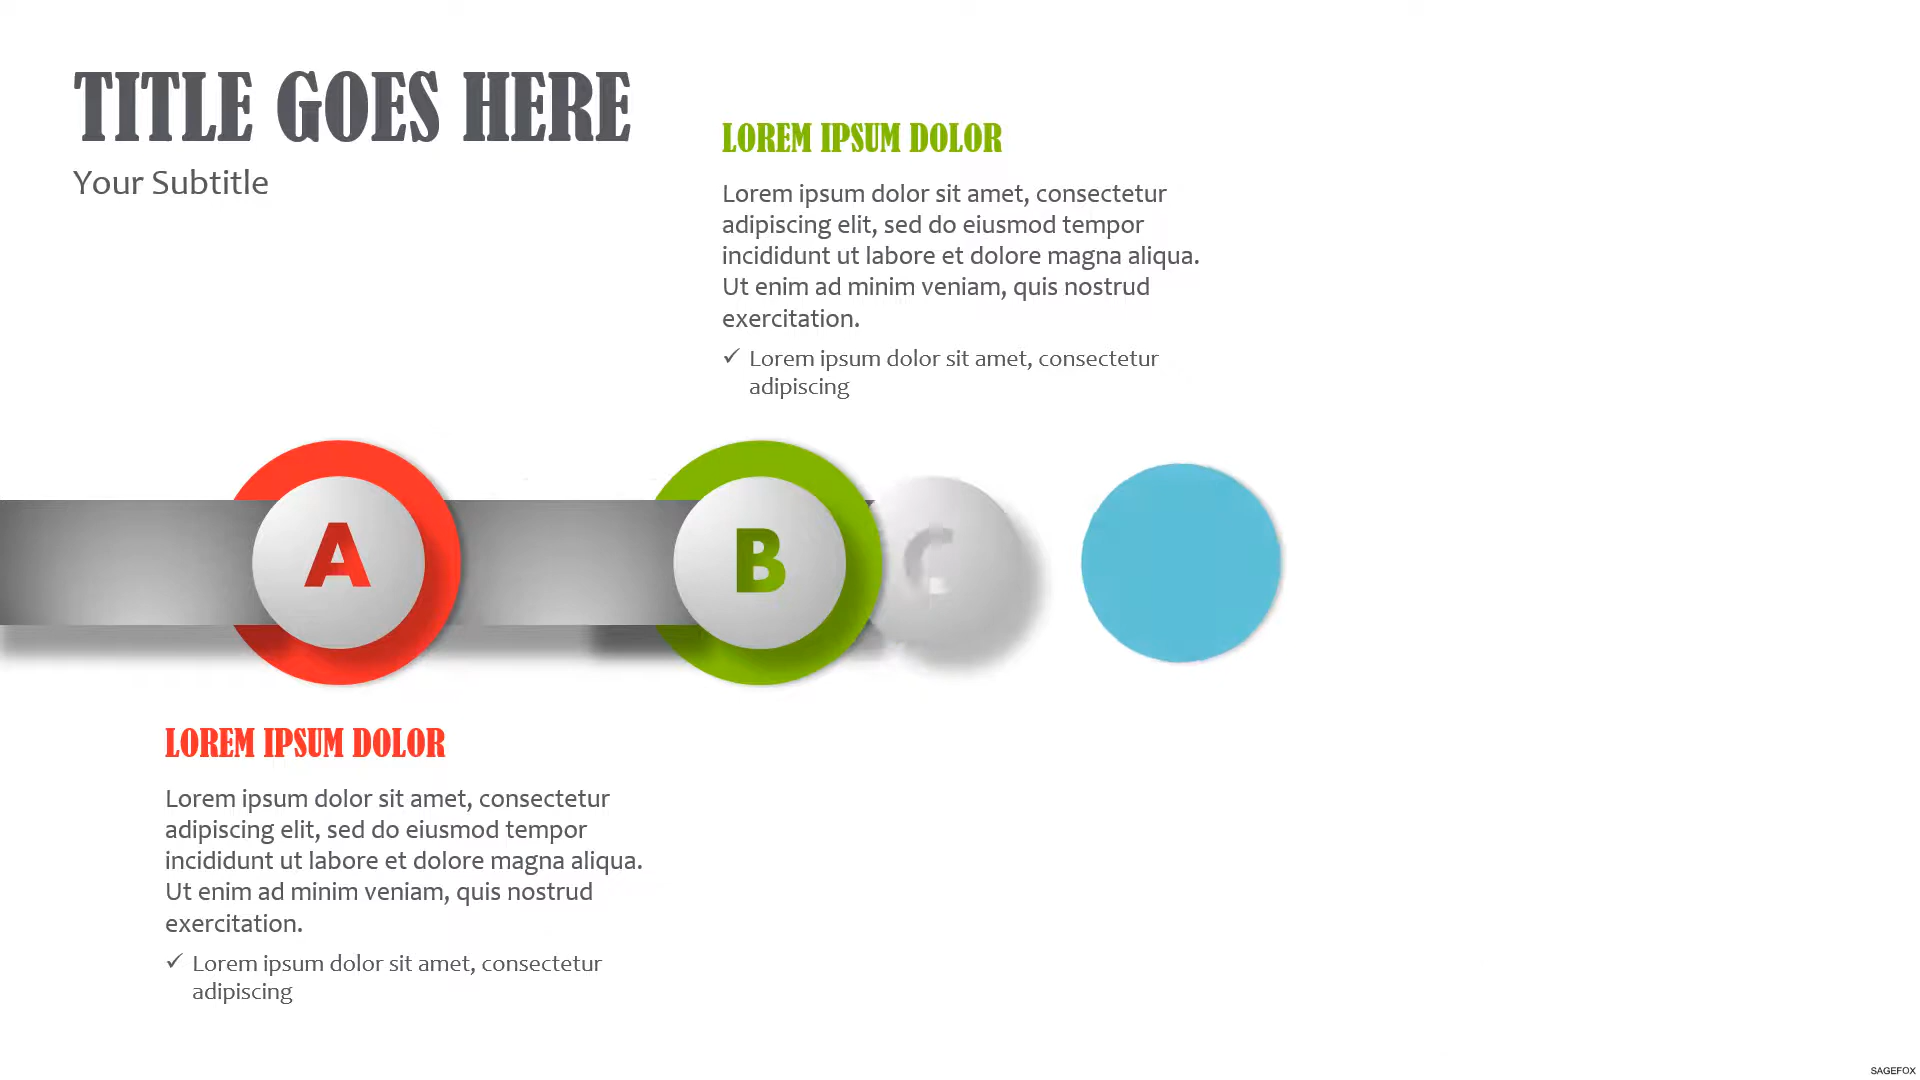 TITLE GOES HERE
Your Subtitle
LOREM IPSUM DOLOR
Lorem ipsum dolor sit amet, consectetur
adipiscing elit, sed do eiusmod tempor
incididunt ut labore et dolore magna aliqua.
Ut enim ad minim veniam, quis nostrud
exercitation.
✓ Lorem ipsum dolor sit amet, consectetur
adipiscing
A
B
C
LOREM IPSUM DOLOR
Lorem ipsum dolor sit amet, consectetur
adipiscing elit, sed do eiusmod tempor
incididunt ut labore et dolore magna aliqua.
Ut enim ad minim veniam, quis nostrud
exercitation.
✓ Lorem ipsum dolor sit amet, consectetur
adipiscing
SAGEFOX